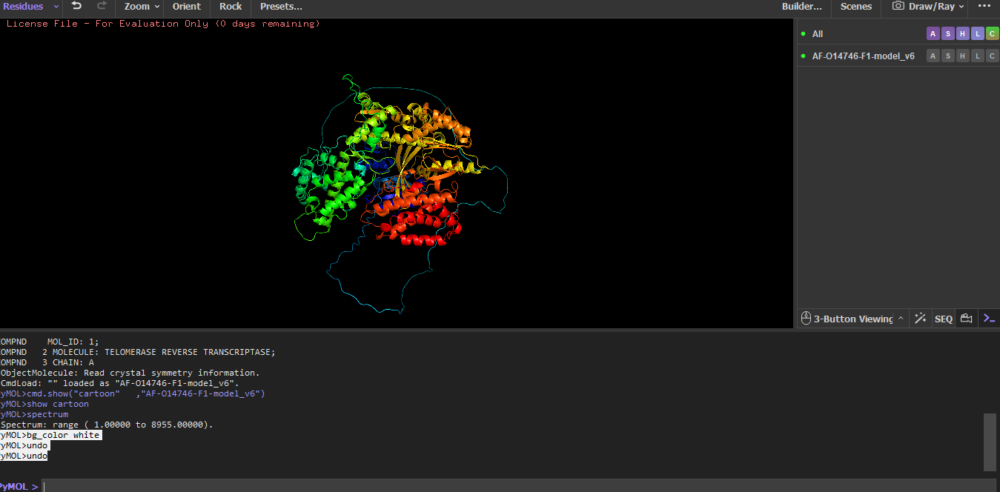 Residues Zoom Orient Rock Presets... Builder... Scenes Draw/Ray ...
License File - For Evaluation Only (0 days remaining)
All A S H L C
AF-O14746-F1-model_v6 A S H L C
3-Button Viewing SEQ
OMPND    MOL_ID: 1;
OMPND   2 MOLECULE: TELOMERASE REVERSE TRANSCRIPTASE;
OMPND   3 CHAIN: A
ObjectMolecule: Read crystal symmetry information.
CmdLoad: "" loaded as "AF-O14746-F1-model_v6".
yMOL>cmd.show("cartoon"   ,"AF-O14746-F1-model_v6")
yMOL>show cartoon
yMOL>spectrum
Spectrum: range ( 1.00000 to 8955.00000).
yMOL>bg_color white
yMOL>undo
yMOL>undo
PyMOL >